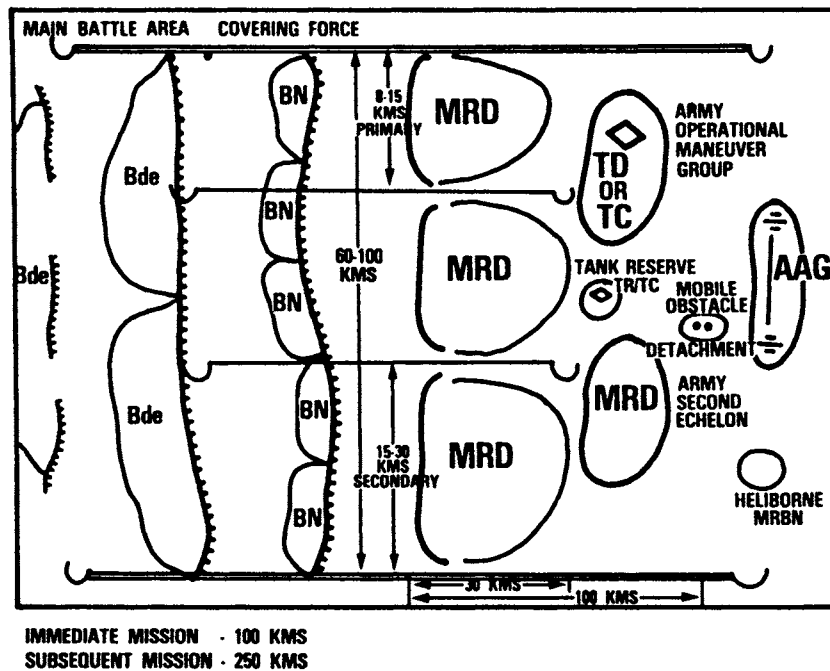 MAIN BATTLE AREA COVERING FORCE
BN
8-15
KMS
PRIMARY
MRD
ARMY
OPERATIONAL
MANEUVER
GROUP
TD
OR
TC
Bde
BN
60-100
KMS
MRD
TANK RESERVE
TR/TC
MOBILE
OBSTACLE
DETACHMENT
AAG
Bde
BN
Bde
BN
15-30
KMS
SECONDARY
MRD
MRD
ARMY
SECOND
ECHELON
BN
HELIBORNE
MRBN
30 KMS
100 KMS
IMMEDIATE MISSION - 100 KMS
SUBSEQUENT MISSION - 250 KMS